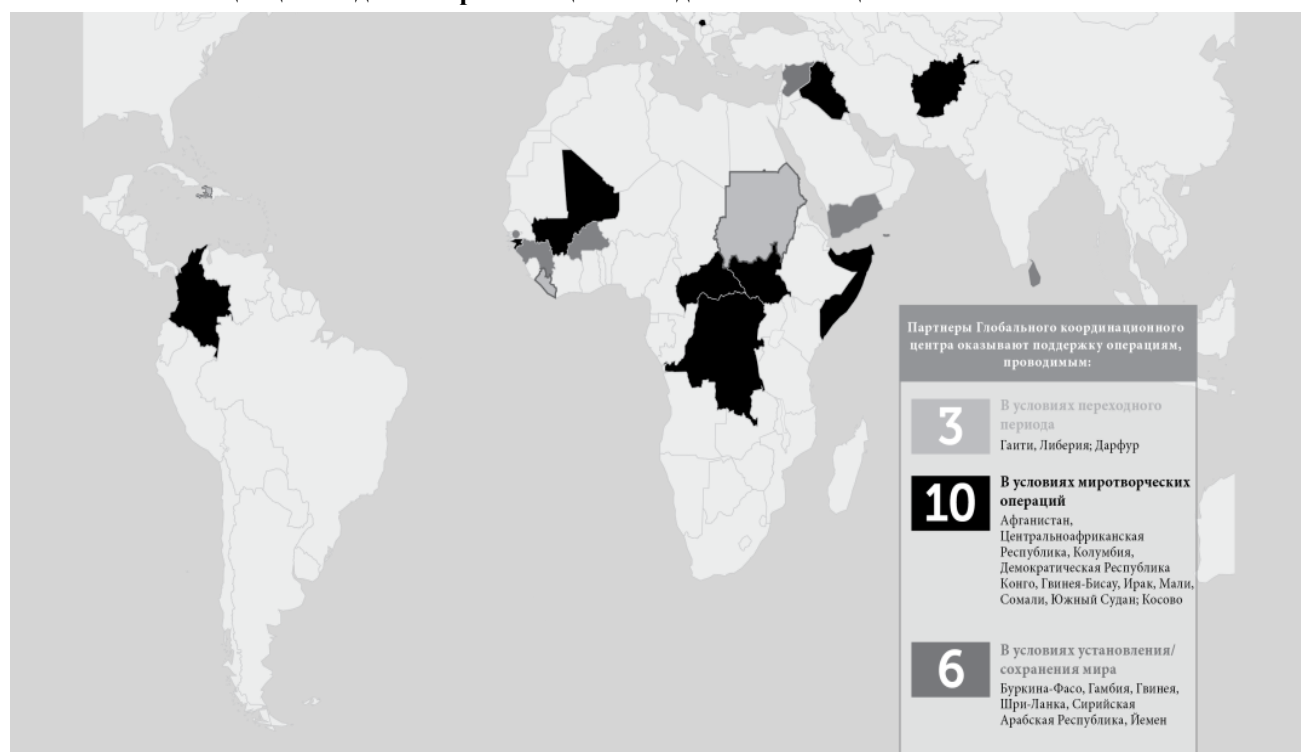 Партнеры Глобального координационного
центра оказывают поддержку операциям,
проводимым:
3
В условиях переходного
периода
Гаити, Либерия; Дарфур
10
В условиях миротворческих
операций
Афганистан,
Центральноафриканская
Республика, Колумбия,
Демократическая Республика
Конго, Гвинея-Бисау, Ирак, Мали,
Сомали, Южный Судан; Косово
6
В условиях установления/
сохранения мира
Буркина-Фасо, Гамбия, Гвинея,
Шри-Ланка, Сирийская
Арабская Республика, Йемен